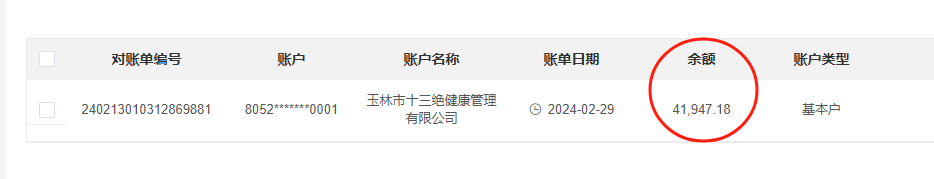 对账单编号 账户 账户名称 账单日期 余额 账户类型
240213010312869881 8052*******0001 玉林市十三绝健康管理有限公司 2024-02-29 41,947.18 基本户